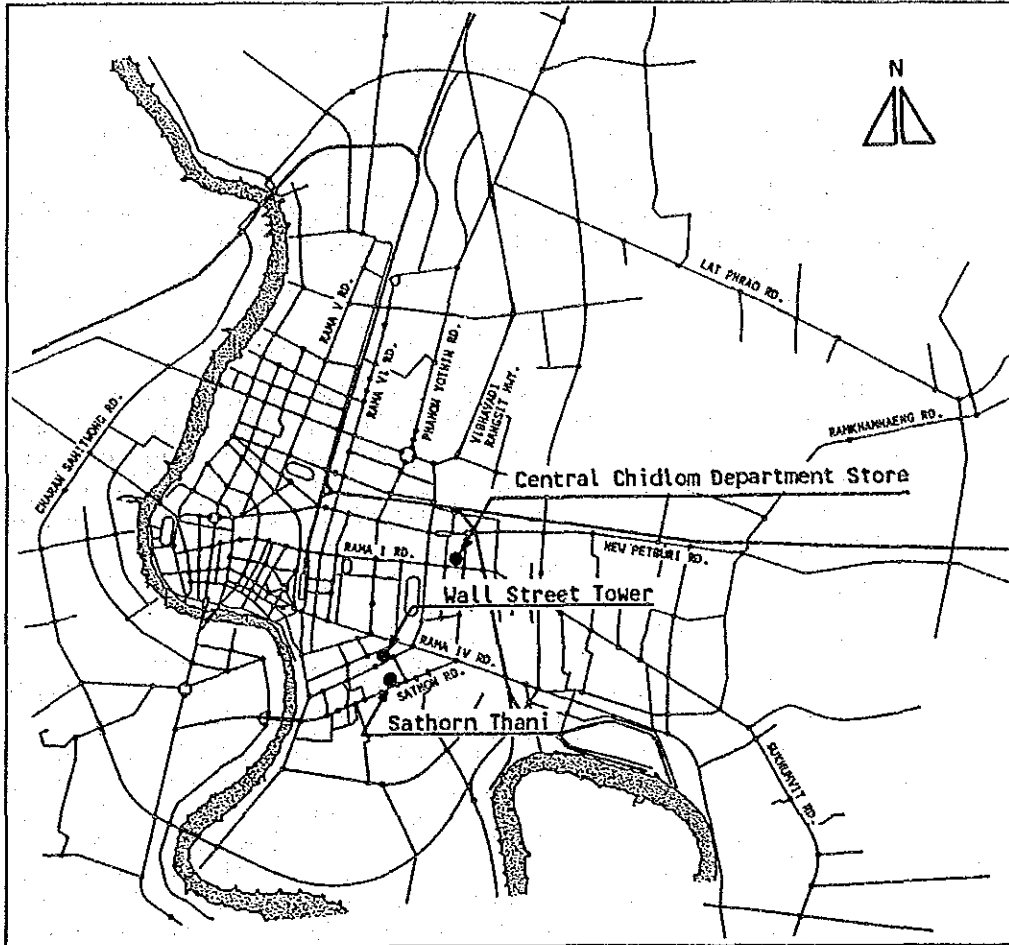 N
LAT PHRAO RD.
RAMA V RD.
RAMA VI RD.
PHAHON YOTHIN RD.
VIBHAVADI
RANGSIT HWY.
CHARAN SANITWONG RD.
RAMKHAMHAENG RD.
Central Chidlom Department Store
RAMA I RD.
NEW PETBURI RD.
Wall Street Tower
RAMA IV RD.
SATHON RD.
Sathorn Thani
SUKHUMVIT RD.